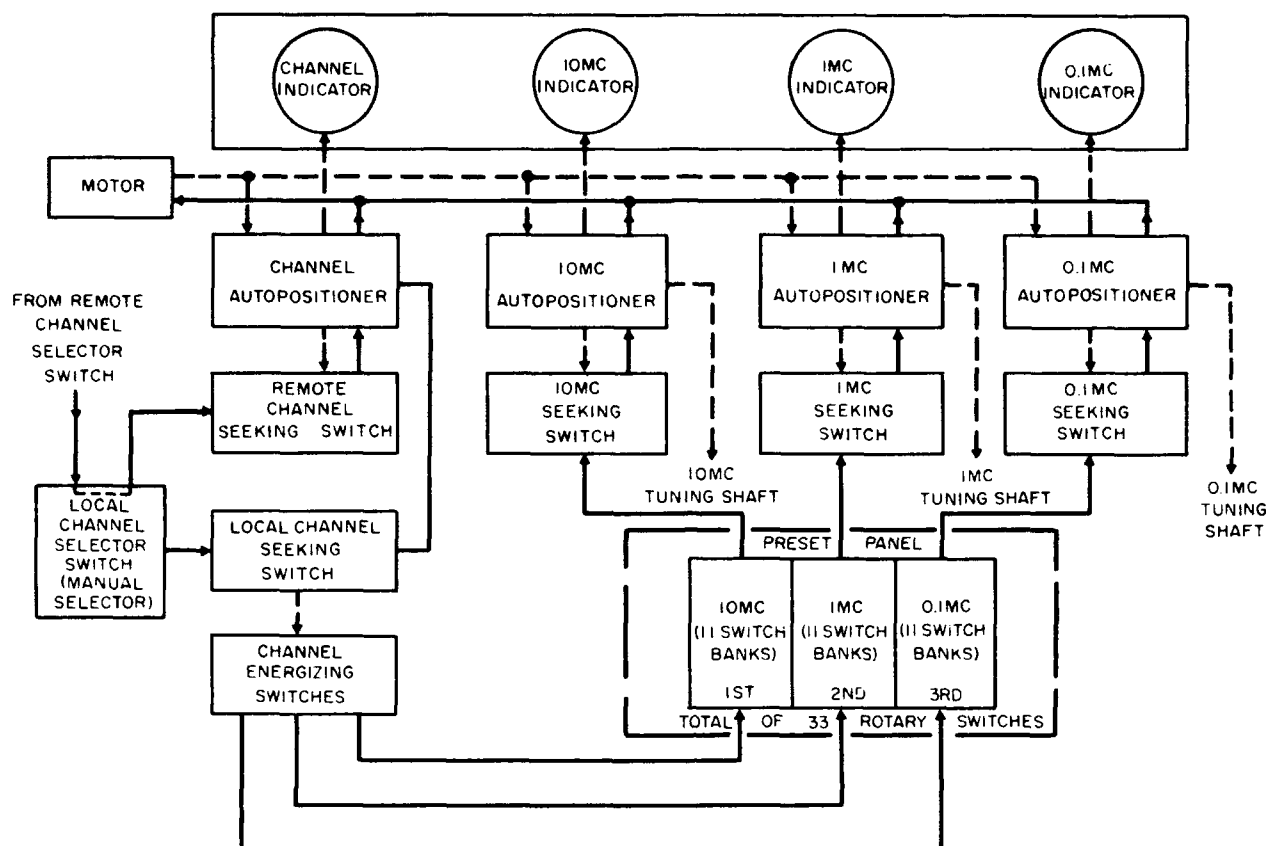 CHANNEL
INDICATOR
10MC
INDICATOR
1MC
INDICATOR
0.1MC
INDICATOR
MOTOR
CHANNEL
AUTOPOSITIONER
10MC
AUTOPOSITIONER
1MC
AUTOPOSITIONER
0.1MC
AUTOPOSITIONER
FROM REMOTE
CHANNEL
SELECTOR
SWITCH
REMOTE
CHANNEL
SEEKING SWITCH
10MC
SEEKING
SWITCH
1MC
SEEKING
SWITCH
0.1MC
SEEKING
SWITCH
10MC
TUNING SHAFT
1MC
TUNING SHAFT
0.1MC
TUNING
SHAFT
LOCAL
CHANNEL
SELECTOR
SWITCH
(MANUAL
SELECTOR)
LOCAL CHANNEL
SEEKING
SWITCH
CHANNEL
ENERGIZING
SWITCHES
PRESET PANEL
10MC
(11 SWITCH
BANKS)
1ST
1MC
(11 SWITCH
BANKS)
2ND
0.1MC
(11 SWITCH
BANKS)
3RD
TOTAL OF 33 ROTARY SWITCHES